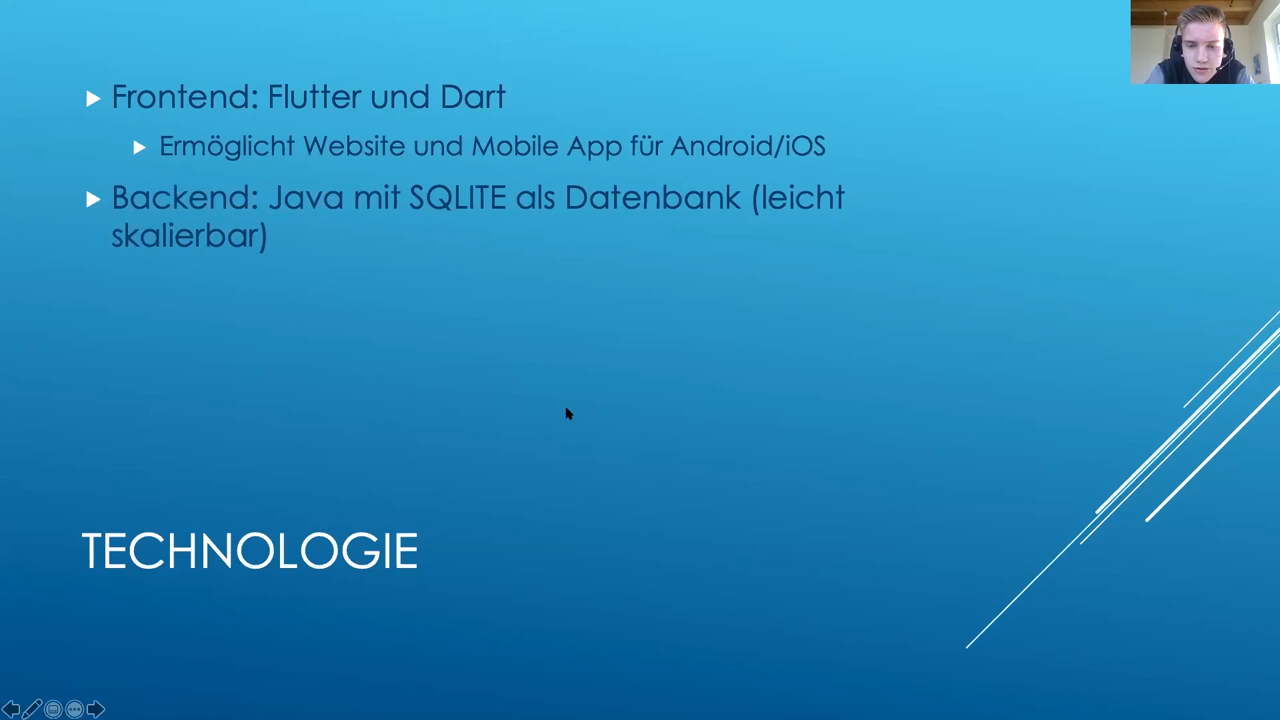 Frontend: Flutter und Dart
Ermöglicht Website und Mobile App für Android/iOS
Backend: Java mit SQLITE als Datenbank (leicht
skalierbar)
TECHNOLOGIE